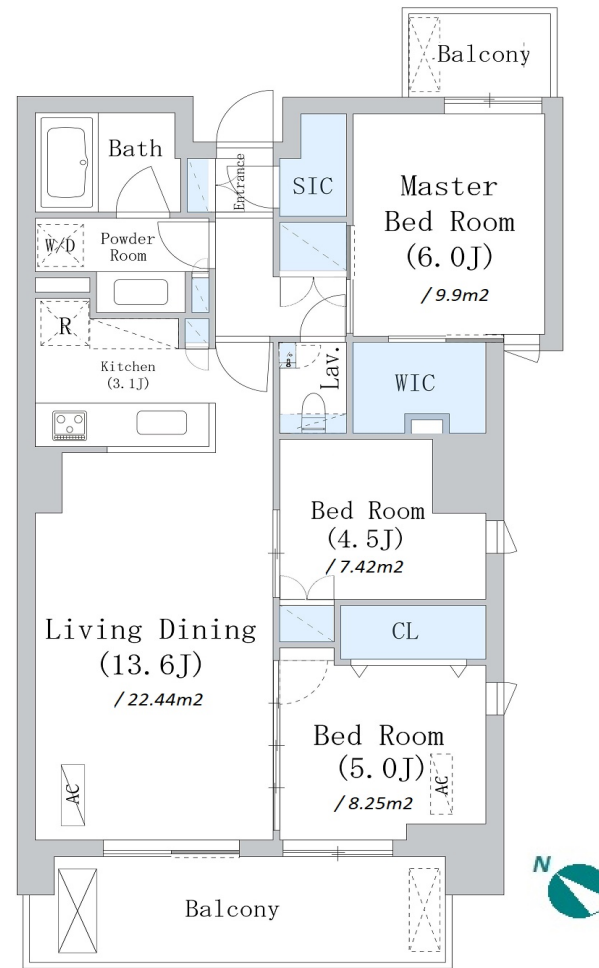 Balcony
Bath
Entrance
SIC
Master
Bed Room
(6.0J)
/ 9.9m2
W/D
Powder
Room
R
Kitchen
(3.1J)
Lav.
WIC
Bed Room
(4.5J)
/ 7.42m2
Living Dining
(13.6J)
/ 22.44m2
CL
Bed Room
(5.0J)
/ 8.25m2
AC
AC
N
Balcony